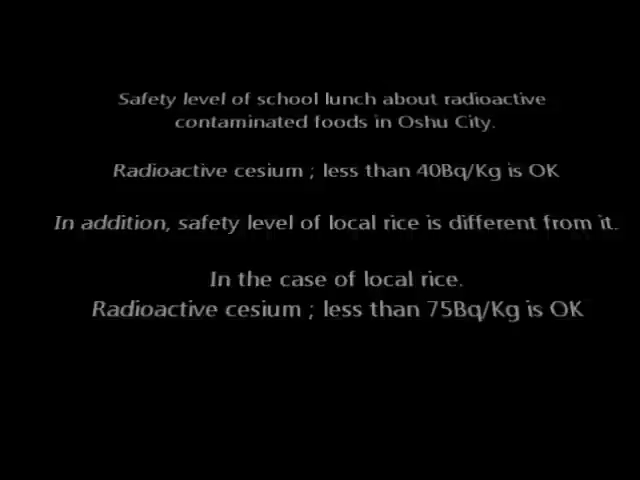 Safety level of school lunch about radioactive
contaminated foods in Oshu City.
Radioactive cesium ; less than 40Bq/Kg is OK
In addition, safety level of local rice is different from it.
In the case of local rice.
Radioactive cesium ; less than 75Bq/Kg is OK